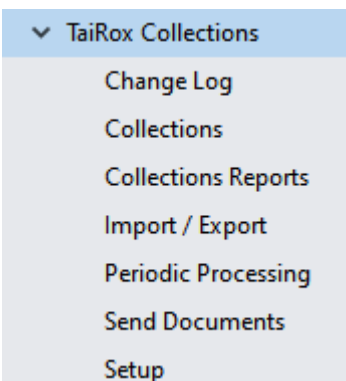 TaiRox Collections
Change Log
Collections
Collections Reports
Import / Export
Periodic Processing
Send Documents
Setup